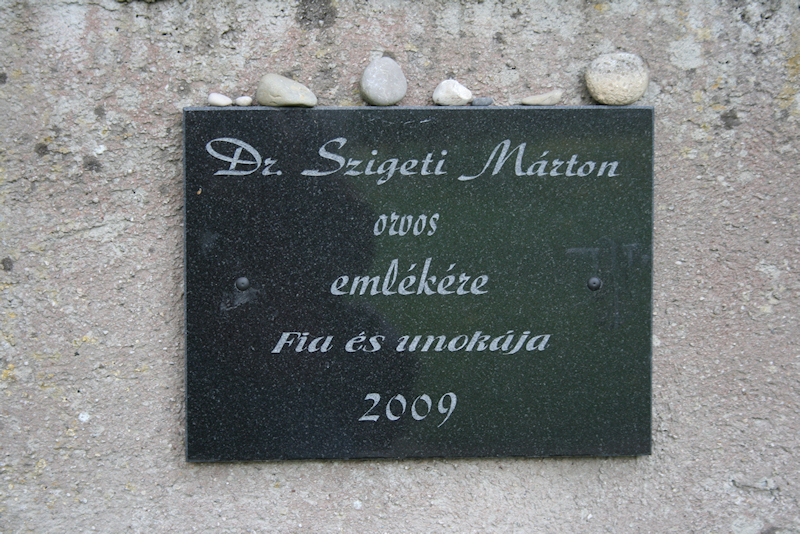 Dr. Szigeti Márton
orvos
emlékére
Fia és unokája
2009